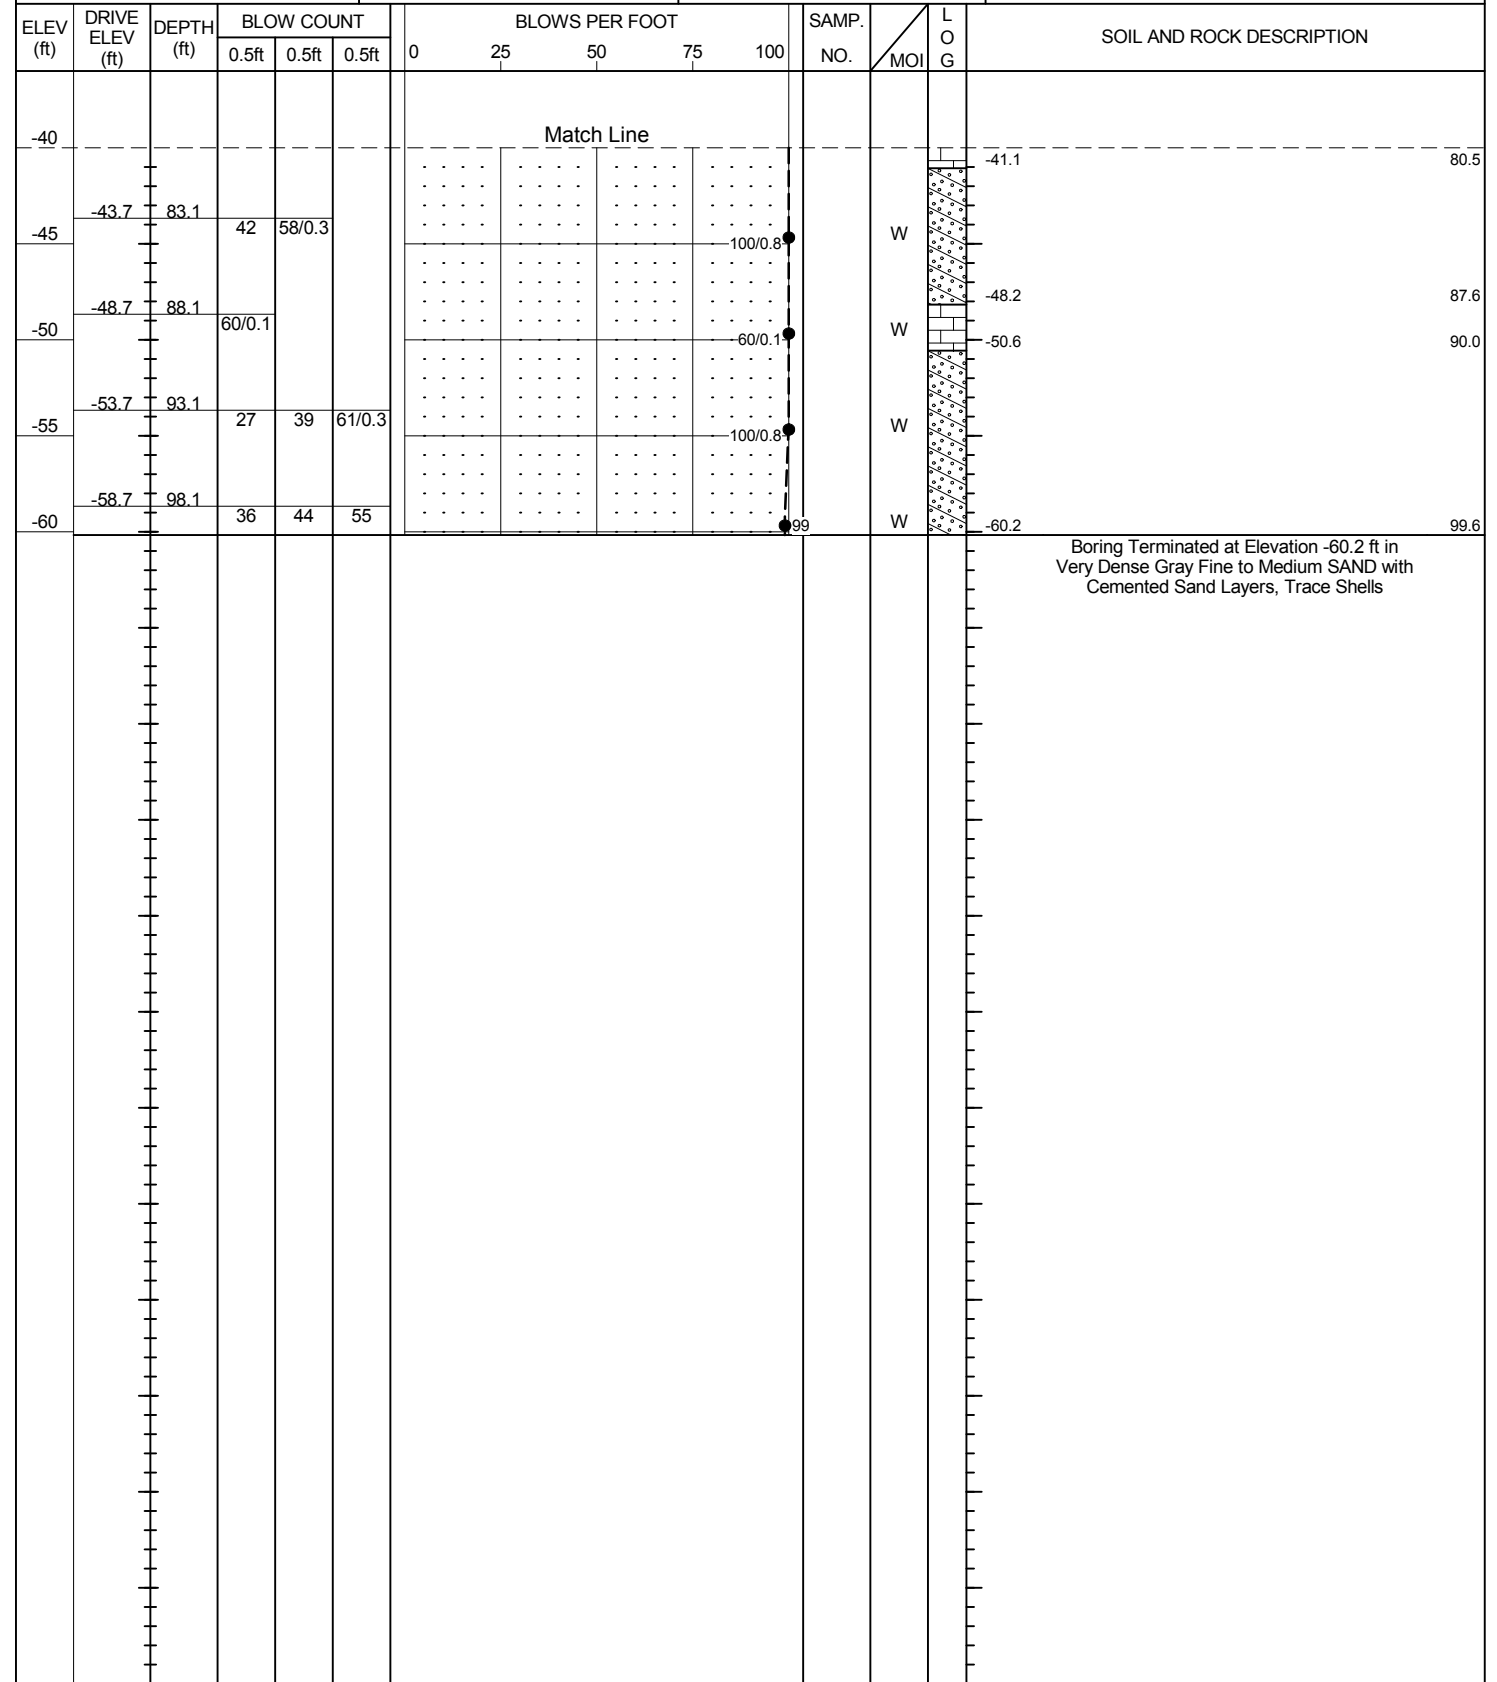 ELEV (ft) DRIVE ELEV (ft) DEPTH (ft) BLOW COUNT BLOWS PER FOOT SAMP. NO. MOI LOG SOIL AND ROCK DESCRIPTION
0.5ft 0.5ft 0.5ft 0 25 50 75 100
-40 Match Line
-41.1 80.5
-43.7 83.1
-45 42 58/0.3 100/0.8 W
-48.2 87.6
-48.7 88.1
-50 60/0.1 60/0.1 W
-50.6 90.0
-53.7 93.1
-55 27 39 61/0.3 100/0.8 W
-58.7 98.1
-60 36 44 55 99 W -60.2 99.6
Boring Terminated at Elevation -60.2 ft in
Very Dense Gray Fine to Medium SAND with
Cemented Sand Layers, Trace Shells